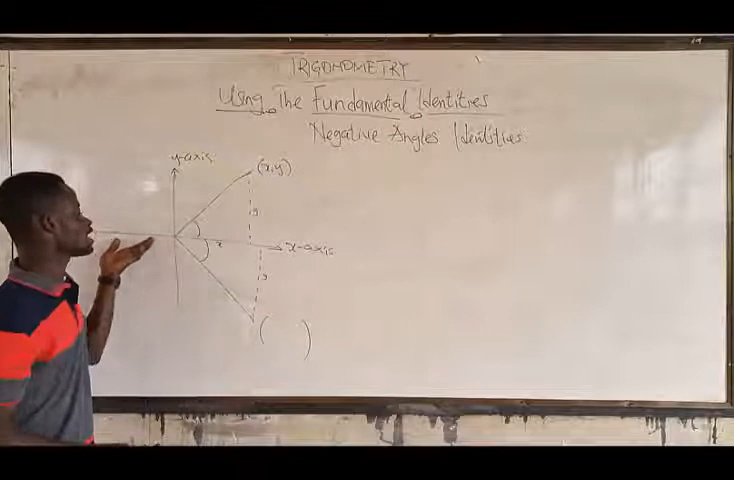 TRIGONOMETRY
Using The Fundamental Identities
Negative Angles Identities
y-axis
(x,y)
y
x
x-axis
y
( )